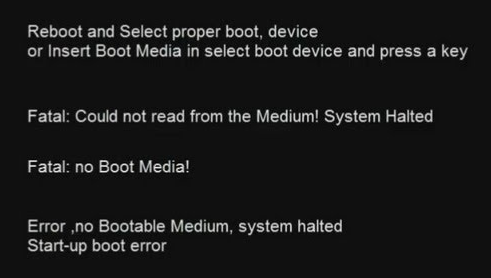 Reboot and Select proper boot, device
or Insert Boot Media in select boot device and press a key
Fatal: Could not read from the Medium! System Halted
Fatal: no Boot Media!
Error ,no Bootable Medium, system halted
Start-up boot error